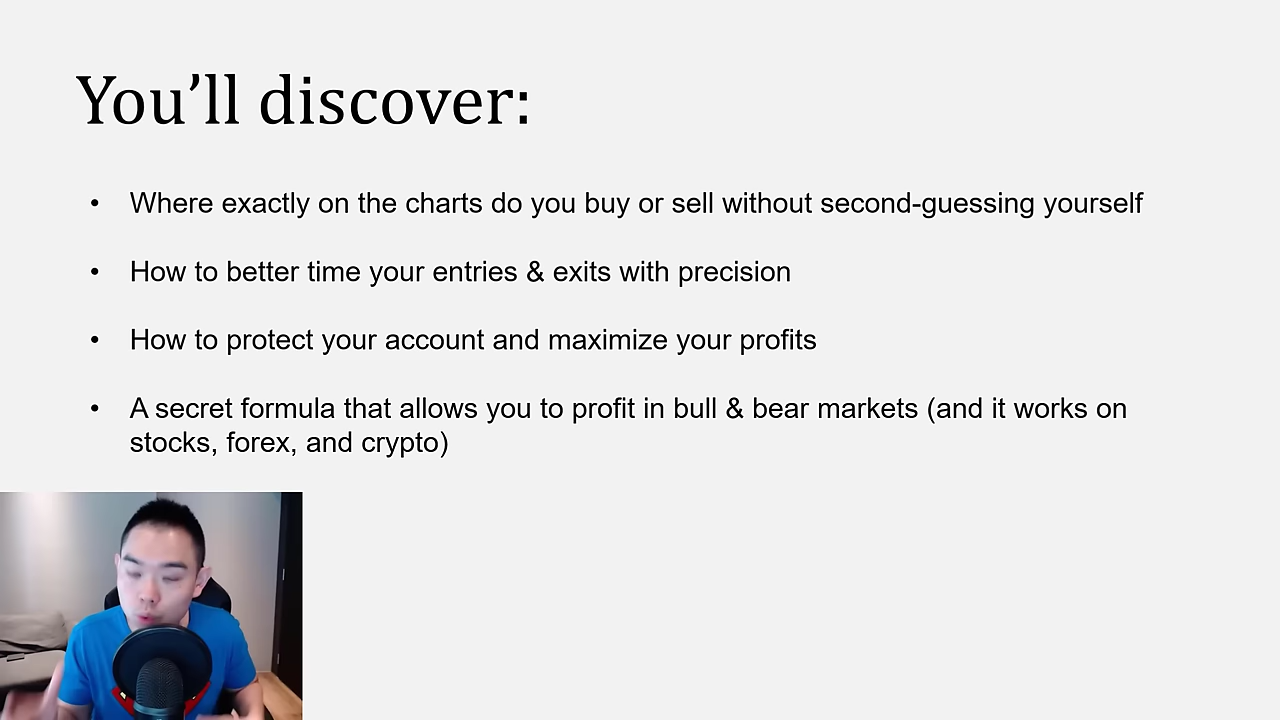 You’ll discover:
• Where exactly on the charts do you buy or sell without second-guessing yourself
• How to better time your entries & exits with precision
• How to protect your account and maximize your profits
• A secret formula that allows you to profit in bull & bear markets (and it works on
stocks, forex, and crypto)